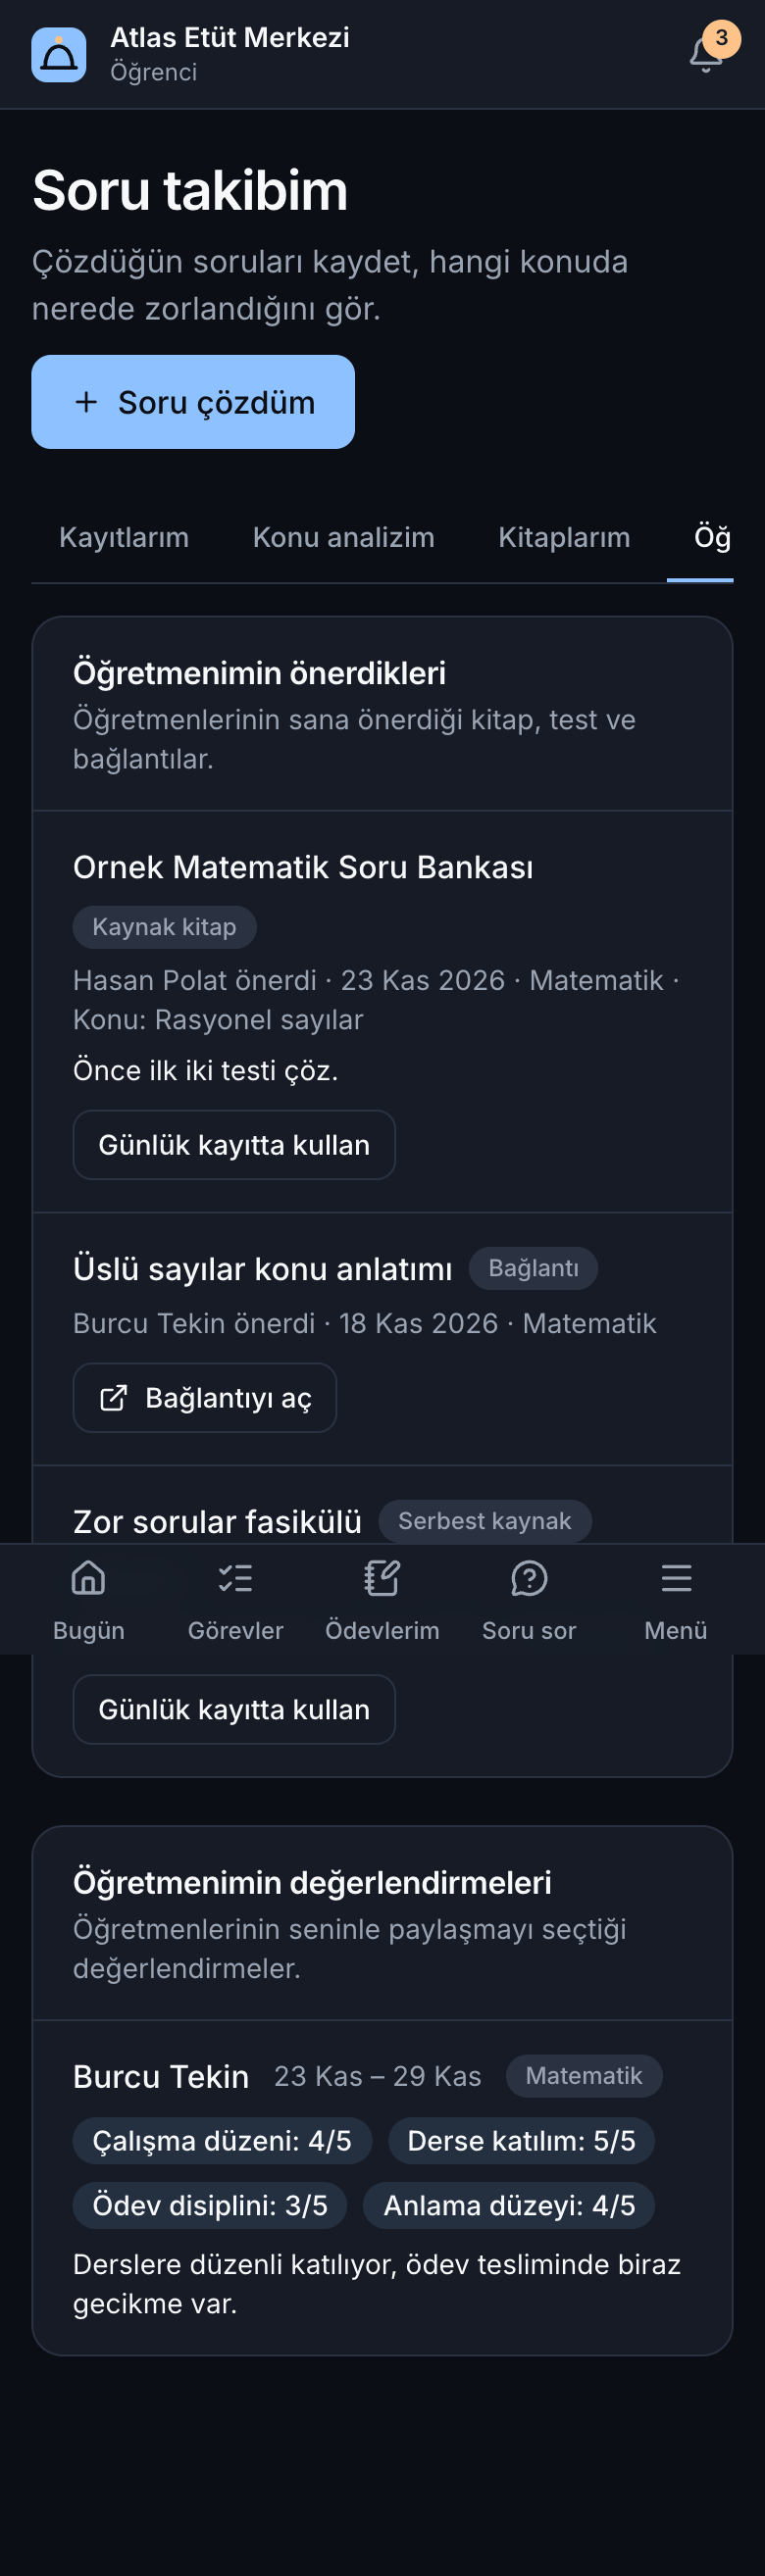 Atlas Etüt Merkezi
Öğrenci
3
Soru takibim
Çözdüğün soruları kaydet, hangi konuda
nerede zorlandığını gör.
+ Soru çözdüm
Kayıtlarım Konu analizim Kitaplarım Öğ
Öğretmenimin önerdikleri
Öğretmenlerinin sana önerdiği kitap, test ve
bağlantılar.
Ornek Matematik Soru Bankası
Kaynak kitap
Hasan Polat önerdi · 23 Kas 2026 · Matematik ·
Konu: Rasyonel sayılar
Önce ilk iki testi çöz.
Günlük kayıtta kullan
Üslü sayılar konu anlatımı Bağlantı
Burcu Tekin önerdi · 18 Kas 2026 · Matematik
Bağlantıyı aç
Zor sorular fasikülü Serbest kaynak
Bugün Görevler Ödevlerim Soru sor Menü
Günlük kayıtta kullan
Öğretmenimin değerlendirmeleri
Öğretmenlerinin seninle paylaşmayı seçtiği
değerlendirmeler.
Burcu Tekin 23 Kas – 29 Kas Matematik
Çalışma düzeni: 4/5 Derse katılım: 5/5
Ödev disiplini: 3/5 Anlama düzeyi: 4/5
Derslere düzenli katılıyor, ödev tesliminde biraz
gecikme var.